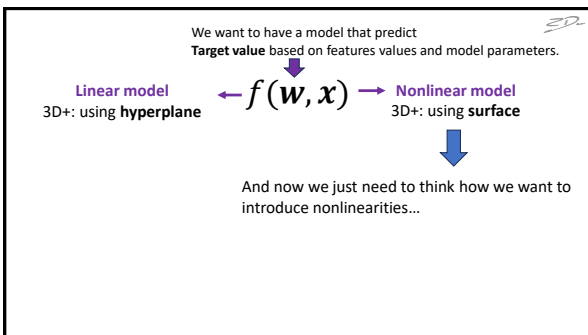 We want to have a model that predict
Target value based on features values and model parameters.
Linear model
3D+: using hyperplane
f(w, x)
Nonlinear model
3D+: using surface
And now we just need to think how we want to
introduce nonlinearities...